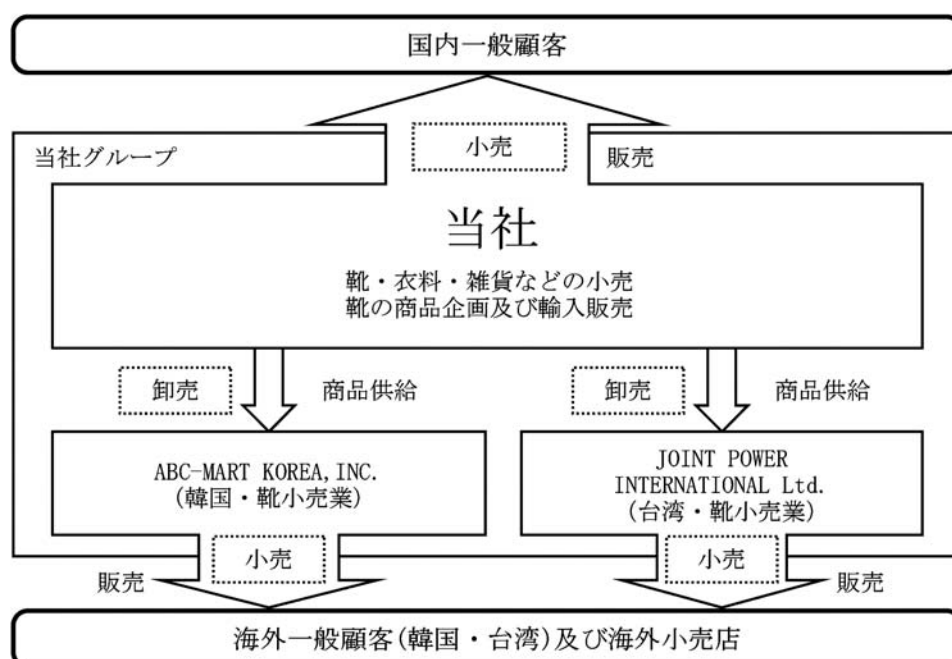 国内一般顧客
小売
当社グループ
販売
当社
靴・衣料・雑貨などの小売
靴の商品企画及び輸入販売
卸売
商品供給
卸売
商品供給
ABC-MART KOREA,INC.
(韓国・靴小売業)
JOINT POWER
INTERNATIONAL Ltd.
(台湾・靴小売業)
小売
販売
小売
販売
海外一般顧客(韓国・台湾)及び海外小売店